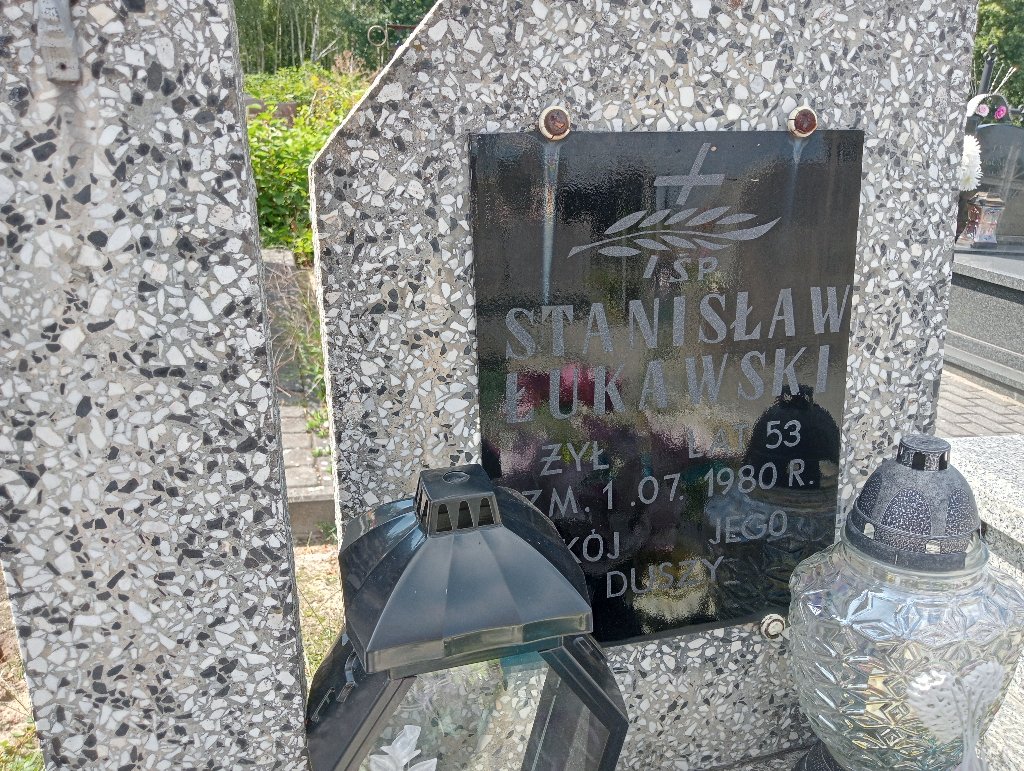 ŚP.
STANISŁAW
ŁUKAWSKI
ŻYŁ LAT 53
ZM. 1.07.1980 R.
JEGO
DUSZY